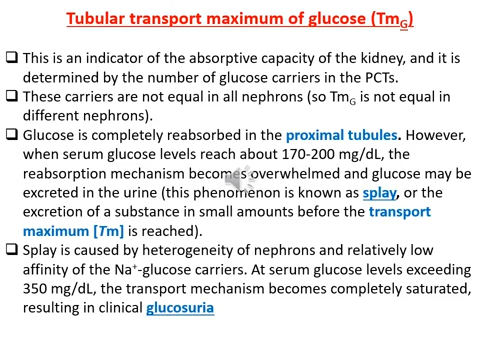 Tubular transport maximum of glucose (TmG)
❑ This is an indicator of the absorptive capacity of the kidney, and it is
determined by the number of glucose carriers in the PCTs.
❑ These carriers are not equal in all nephrons (so TmG is not equal in
different nephrons).
❑ Glucose is completely reabsorbed in the proximal tubules. However,
when serum glucose levels reach about 170-200 mg/dL, the
reabsorption mechanism becomes overwhelmed and glucose may be
excreted in the urine (this phenomenon is known as splay, or the
excretion of a substance in small amounts before the transport
maximum [Tm] is reached).
❑ Splay is caused by heterogeneity of nephrons and relatively low
affinity of the Na+-glucose carriers. At serum glucose levels exceeding
350 mg/dL, the transport mechanism becomes completely saturated,
resulting in clinical glucosuria